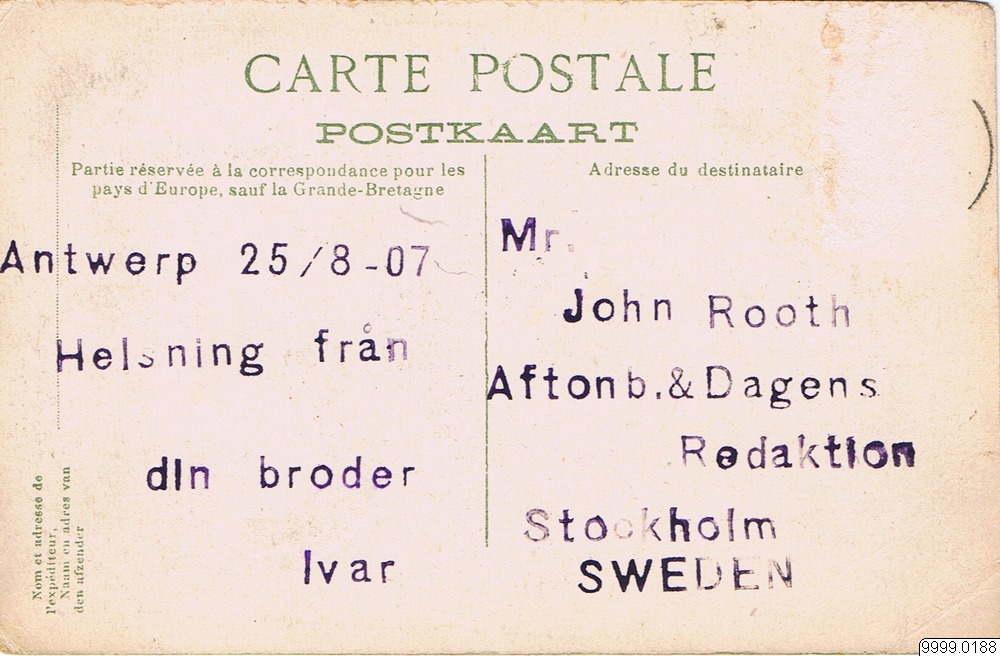 CARTE POSTALE
POSTKAART
Partie réservée à la correspondance pour les
pays d'Europe, sauf la Grande-Bretagne
Antwerp 25/8-07
Helsning från
dIn broder
Ivar
Nom et adresse de
l'expéditeur.
Naam en adres van
den afzender
Adresse du destinataire
Mr.
John Rooth
Aftonb.&Dagens
RedaktIon
Stockholm
SWEDEN
9999.0188